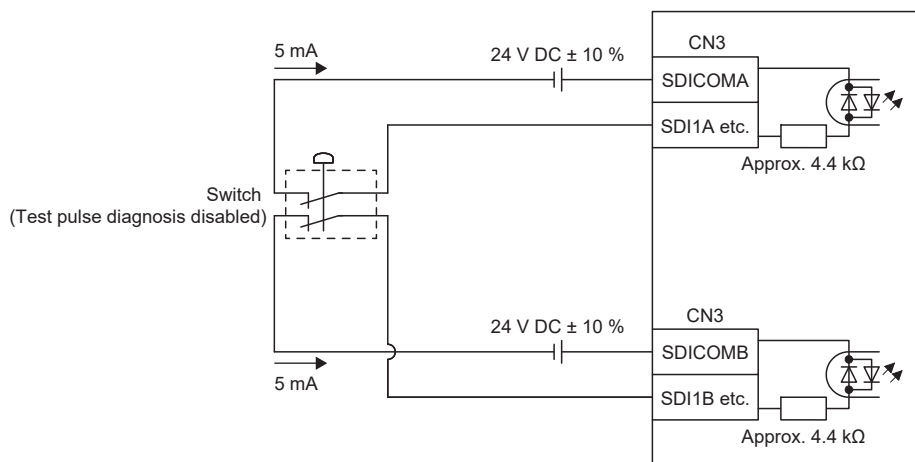 5 mA
24 V DC ± 10 %
CN3
SDICOMA
SDI1A etc.
Approx. 4.4 kΩ
Switch
(Test pulse diagnosis disabled)
24 V DC ± 10 %
CN3
SDICOMB
5 mA
SDI1B etc.
Approx. 4.4 kΩ